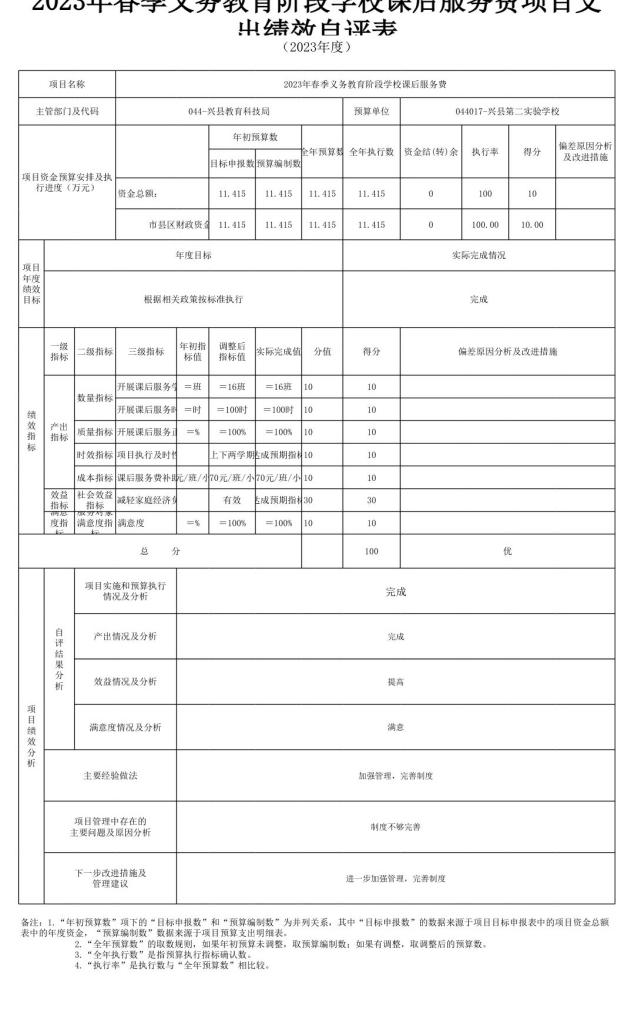 2023年春季义务教育阶段学校课后服务费项目支
出绩效自评表
（2023年度）
项目名称 2023年春季义务教育阶段学校课后服务费
主管部门及代码 044-兴县教育科技局 预算单位 044017-兴县第二实验学校
项目资金预算安排及执
行进度（万元）
年初预算数 全年预算数 全年执行数 资金结(转)余 执行率 得分 偏差原因分析
及改进措施
目标申报数 预算编制数
资金总额： 11.415 11.415 11.415 11.415 0 100 10
市县区财政资金 11.415 11.415 11.415 11.415 0 100.00 10.00
项目
年度
绩效
目标
年度目标 实际完成情况
根据相关政策按标准执行 完成
绩效指标
一级
指标
二级指标 三级指标 年初指
标值
调整后
指标值
实际完成值 分值 得分 偏差原因分析及改进措施
产出
指标
数量指标 开展课后服务 ＝班 ＝16班 ＝16班 10 10
开展课后服务时 ＝时 ＝100时 ＝100时 10 10
质量指标 开展课后服务 ＝% ＝100% ＝100% 10 10
时效指标 项目执行及时性 上下两学期 达成预期指标 10 10
成本指标 课后服务费补助 元/班/小 70元/班/小 70元/班/小 10 10
效益
指标
社会效益
指标
减轻家庭经济负 有效 达成预期指标 30 30
满意
度指
标
服务对象
满意度指
标
满意度 ＝% ＝100% ＝100% 10 10
总 分 100 优
项目绩效分析
自评结果分析
项目实施和预算执行
情况及分析
完成
产出情况及分析 完成
效益情况及分析 提高
满意度情况及分析 满意
主要经验做法 加强管理，完善制度
项目管理中存在的
主要问题及原因分析
制度不够完善
下一步改进措施及
管理建议
进一步加强管理，完善制度
备注：1.“年初预算数”项下的“目标申报数”和“预算编制数”为并列关系，其中“目标申报数”的数据来源于项目目标申报表中的项目资金总额
表中的年度资金，“预算编制数”数据来源于项目预算支出明细表。
2.“全年预算数”的取数规则，如果年初预算未调整，取预算编制数；如果有调整，取调整后的预算数。
3.“全年执行数”是指预算执行指标确认数。
4.“执行率”是执行数与“全年预算数”相比较。